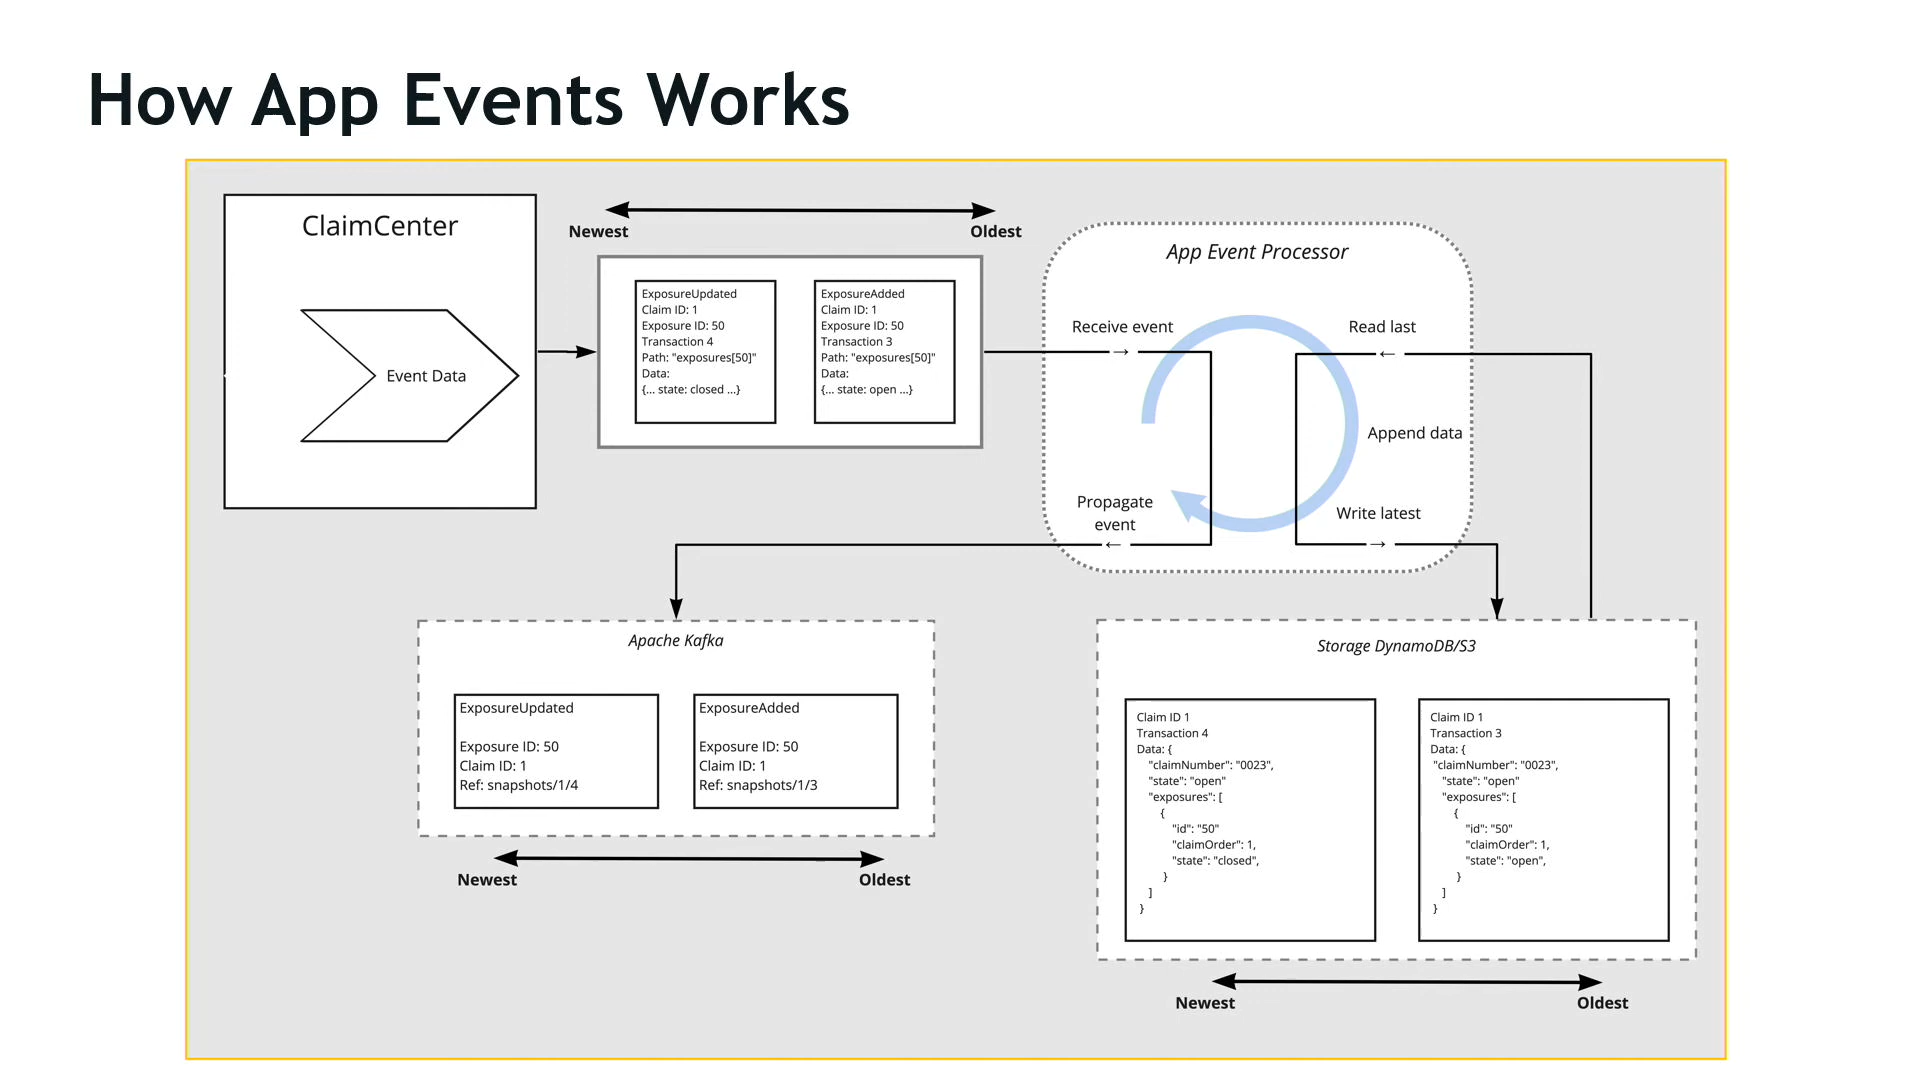 How App Events Works
ClaimCenter
Event Data
Newest
Oldest
ExposureUpdated
Claim ID: 1
Exposure ID: 50
Transaction 4
Path: "exposures[50]"
Data:
{... state: closed ...}
ExposureAdded
Claim ID: 1
Exposure ID: 50
Transaction 3
Path: "exposures[50]"
Data:
{... state: open ...}
App Event Processor
Receive event
→
Read last
←
Append data
Propagate
event
←
Write latest
→
Apache Kafka
ExposureUpdated
Exposure ID: 50
Claim ID: 1
Ref: snapshots/1/4
ExposureAdded
Exposure ID: 50
Claim ID: 1
Ref: snapshots/1/3
Newest
Oldest
Storage DynamoDB/S3
Claim ID 1
Transaction 4
Data: {
"claimNumber": "0023",
"state": "open"
"exposures": [
{
"id": "50"
"claimOrder": 1,
"state": "closed",
}
]
}
Claim ID 1
Transaction 3
Data: {
"claimNumber": "0023",
"state": "open"
"exposures": [
{
"id": "50"
"claimOrder": 1,
"state": "open",
}
]
}
Newest
Oldest